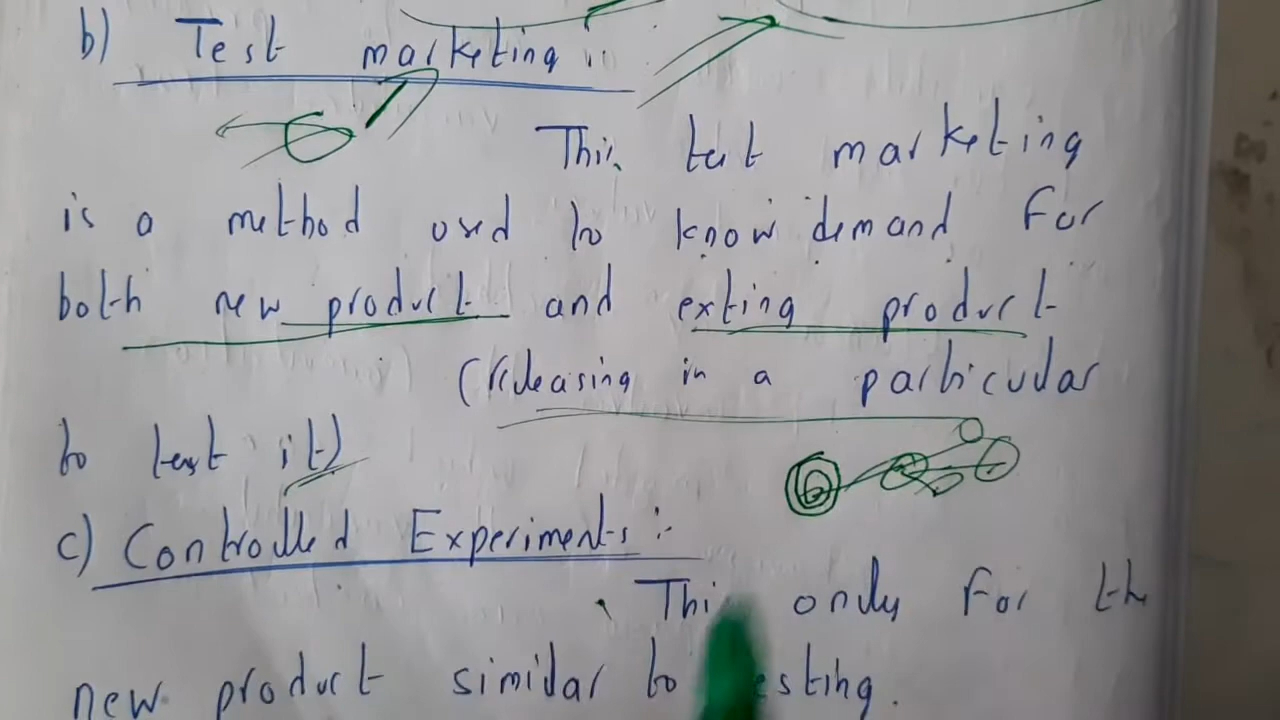 b) Test marketing :
This test marketing
is a method used to know demand for
both new product and exting product
(releasing in a particular
to test it)
c) Controlled Experiments :-
This only for the
new product similar to testing.